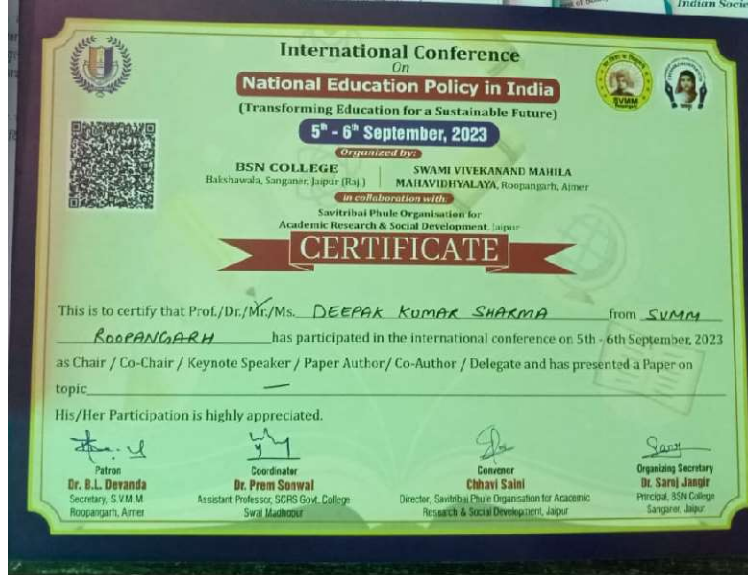 Indian Socie
International Conference
On
National Education Policy in India
(Transforming Education for a Sustainable Future)
5th - 6th September, 2023
Organized by:
BSN COLLEGE
Bakshawala, Sanganer, Jaipur (Raj.)
SWAMI VIVEKANAND MAHILA
MAHAVIDHYALAYA, Roopangarh, Ajmer
in collaboration with:
Savitribai Phule Organisation for
Academic Research & Social Development, Jaipur
CERTIFICATE
This is to certify that Prof./Dr./Mr./Ms. DEEPAK KUMAR SHARMA from SVMM
ROOPANGARH has participated in the international conference on 5th - 6th September, 2023
as Chair / Co-Chair / Keynote Speaker / Paper Author/ Co-Author / Delegate and has presented a Paper on
topic —
His/Her Participation is highly appreciated.
Patron
Dr. B.L. Devanda
Secretary, S.V.M.M.
Roopangarh, Ajmer
Coordinator
Dr. Prem Sonwal
Assistant Professor, SCRS Govt. College
Swai Madhopur
Convener
Chhavi Saini
Director, Savitribai Phule Organisation for Academic
Research & Social Development, Jaipur
Organizing Secretary
Dr. Saroj Jangir
Principal, BSN College
Sanganer, Jaipur
SVMM